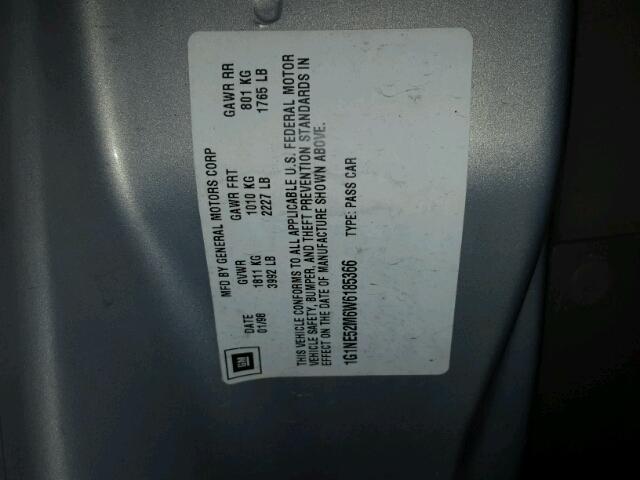 MFD BY GENERAL MOTORS CORP
DATE GVWR GAWR FRT GAWR RR
01/98 1811 KG 1010 KG 801 KG
3992 LB 2227 LB 1765 LB
GM
THIS VEHICLE CONFORMS TO ALL APPLICABLE U.S. FEDERAL MOTOR
VEHICLE SAFETY, BUMPER, AND THEFT PREVENTION STANDARDS IN
EFFECT ON THE DATE OF MANUFACTURE SHOWN ABOVE.
1G1NE52M6W6185366 TYPE: PASS CAR